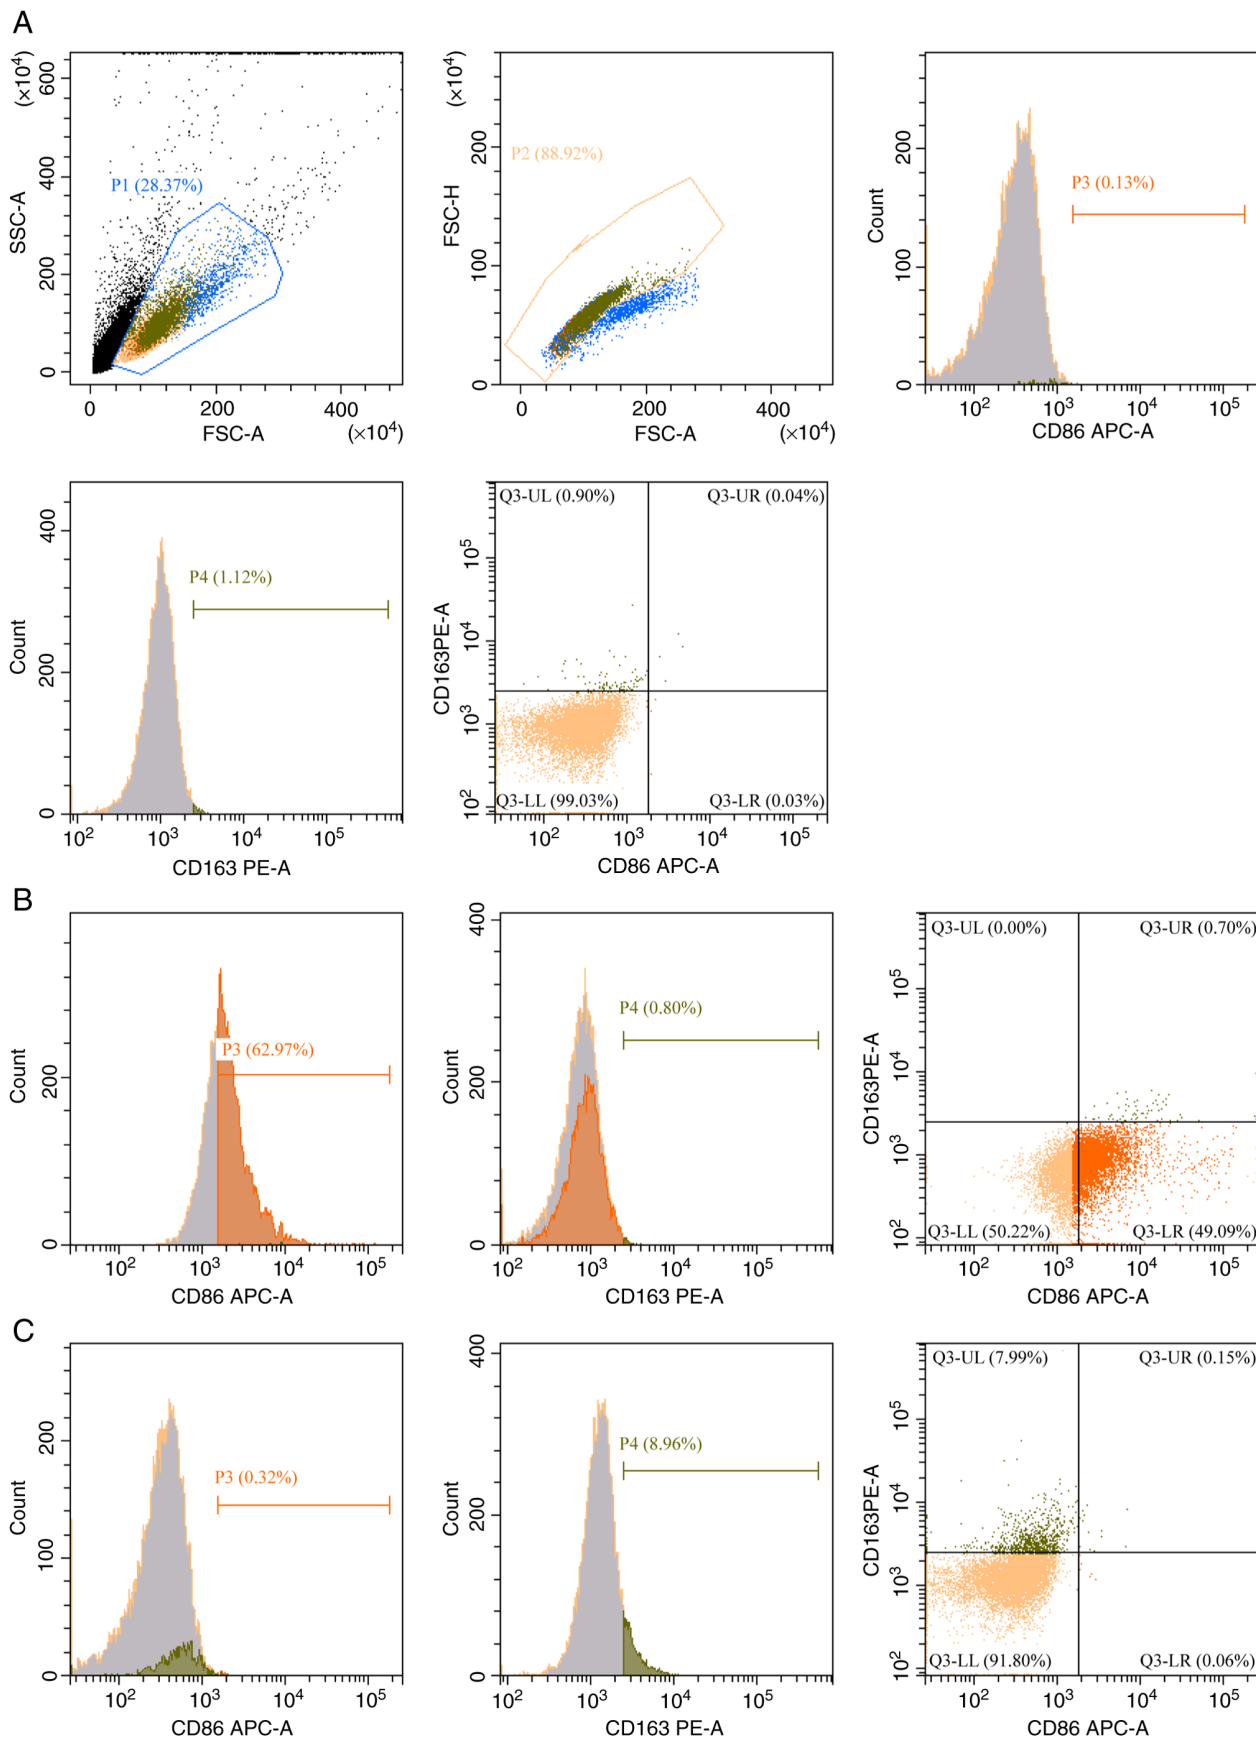 A
(×10⁴)
600
400
200
0
SSC-A
P1 (28.37%)
0
200
400
FSC-A
(×10⁴)
(×10⁴)
200
100
0
FSC-H
P2 (88.92%)
0
200
400
FSC-A
(×10⁴)
Count
200
100
0
P3 (0.13%)
10²
10³
10⁴
10⁵
CD86 APC-A
Count
400
200
0
P4 (1.12%)
10²
10³
10⁴
10⁵
CD163 PE-A
CD163PE-A
10⁵
10⁴
10³
10²
Q3-UL (0.90%)
Q3-UR (0.04%)
Q3-LL (99.03%)
Q3-LR (0.03%)
10²
10³
10⁴
10⁵
CD86 APC-A
B
Count
200
0
P3 (62.97%)
10²
10³
10⁴
10⁵
CD86 APC-A
Count
400
200
0
P4 (0.80%)
10²
10³
10⁴
10⁵
CD163 PE-A
CD163PE-A
10⁵
10⁴
10³
10²
Q3-UL (0.00%)
Q3-UR (0.70%)
Q3-LL (50.22%)
Q3-LR (49.09%)
10²
10³
10⁴
10⁵
CD86 APC-A
C
Count
200
100
0
P3 (0.32%)
10²
10³
10⁴
10⁵
CD86 APC-A
Count
400
200
0
P4 (8.96%)
10²
10³
10⁴
10⁵
CD163 PE-A
CD163PE-A
10⁵
10⁴
10³
10²
Q3-UL (7.99%)
Q3-UR (0.15%)
Q3-LL (91.80%)
Q3-LR (0.06%)
10²
10³
10⁴
10⁵
CD86 APC-A